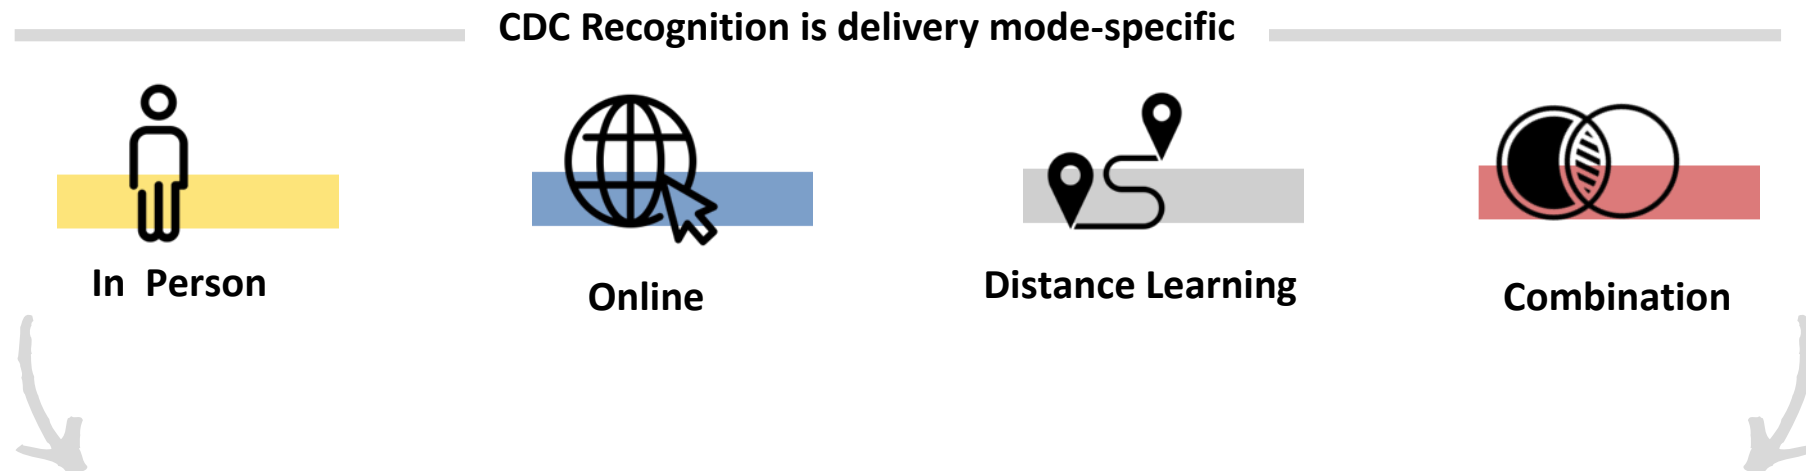 CDC Recognition is delivery mode-specific
In Person
Online
Distance Learning
Combination